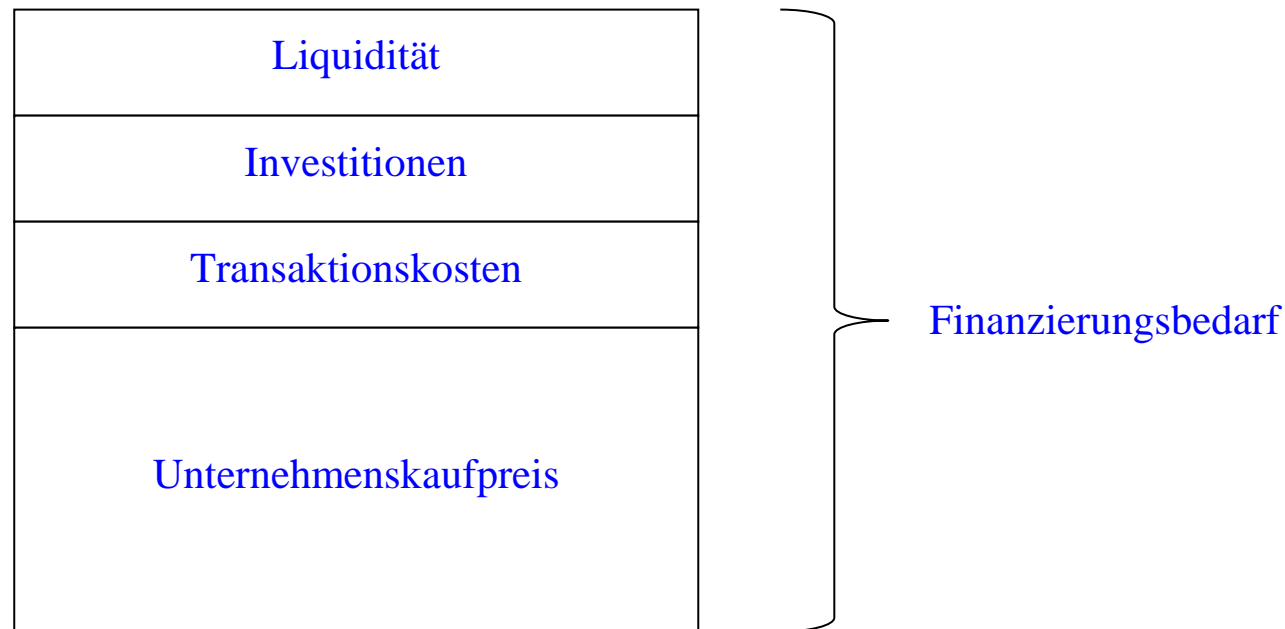 Liquidität
Investitionen
Transaktionskosten
Finanzierungsbedarf
Unternehmenskaufpreis